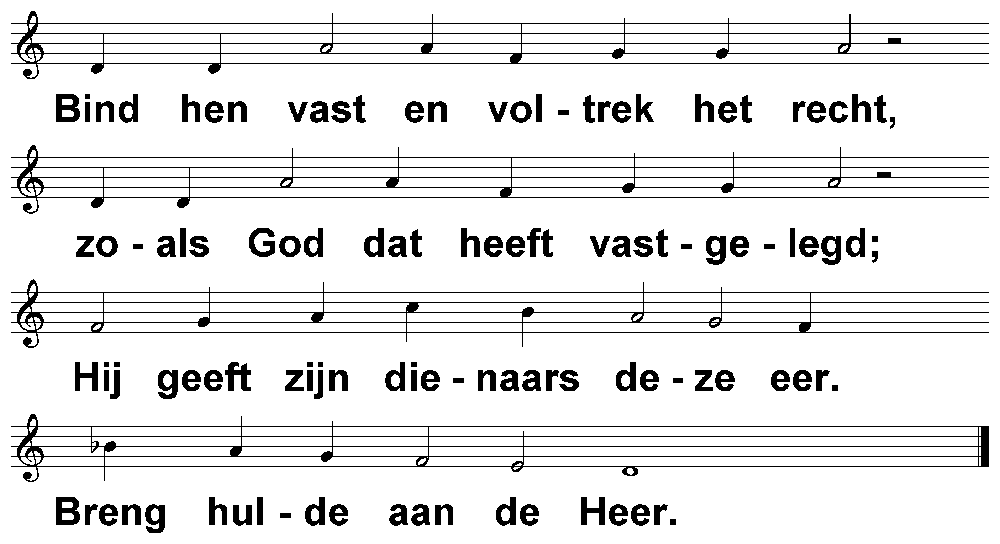 Bind hen vast en vol - trek het recht,
zo - als God dat heeft vast - ge - legd;
Hij geeft zijn die - naars de - ze eer.
Breng hul - de aan de Heer.